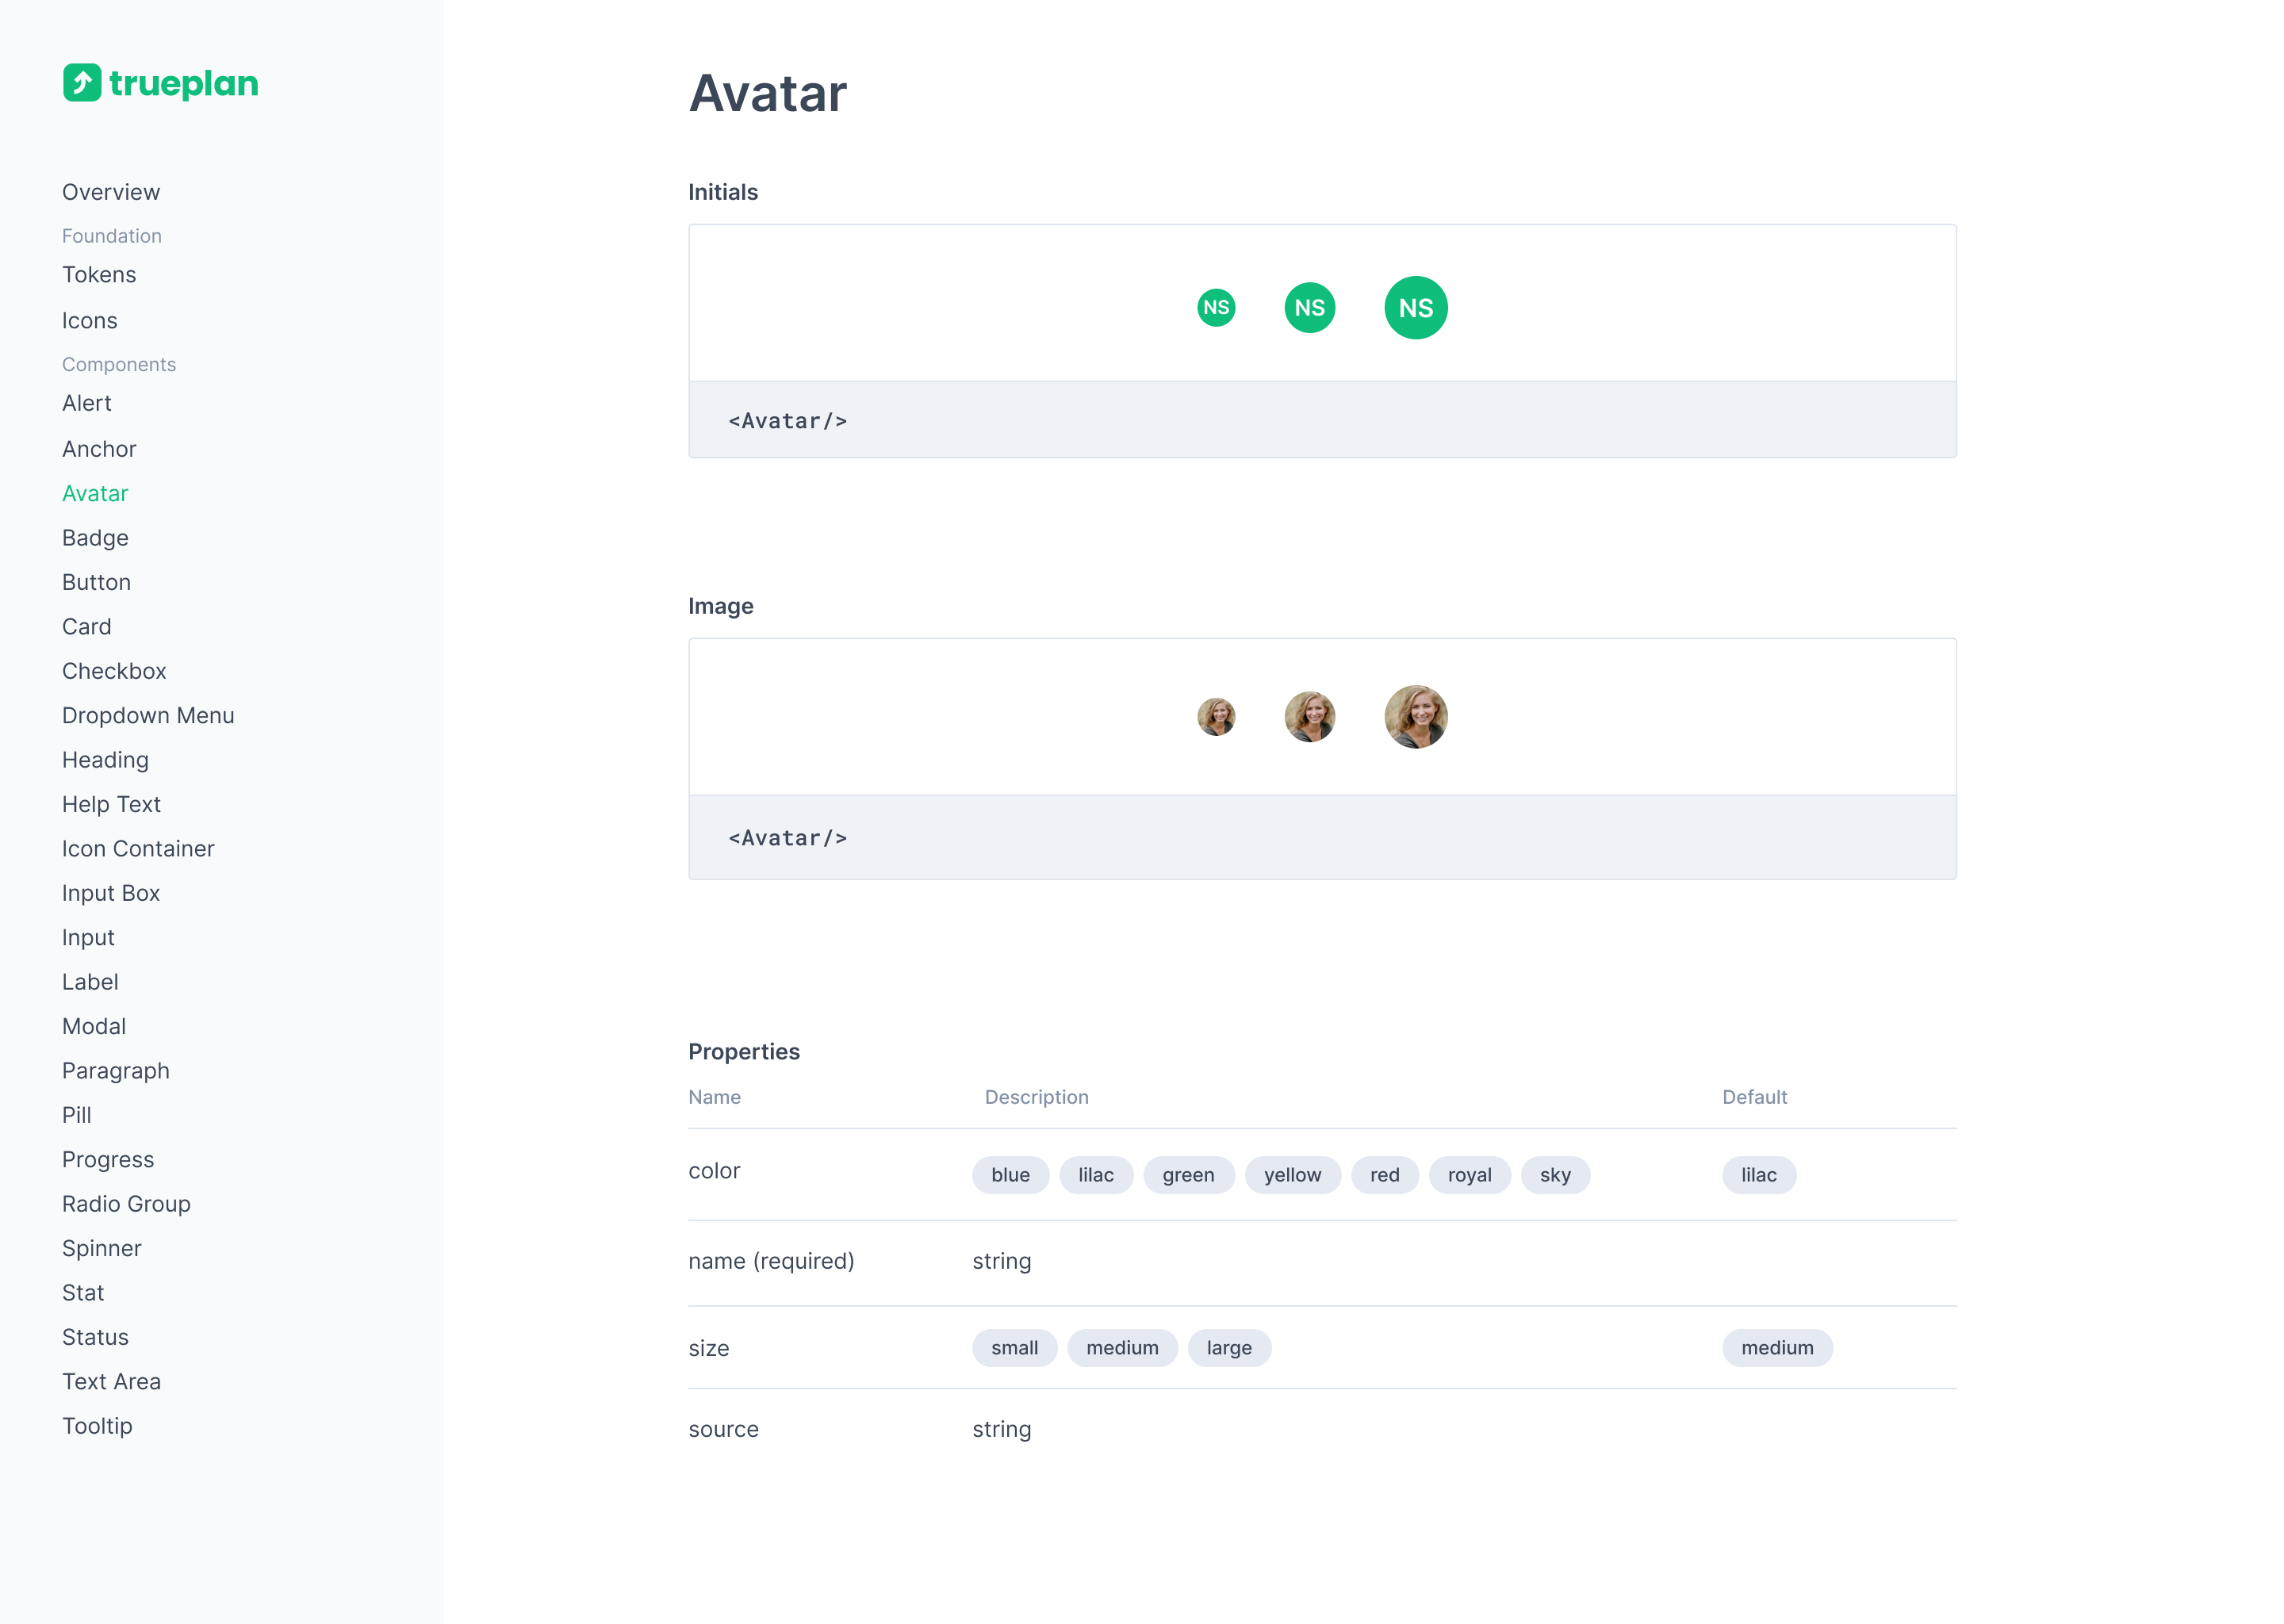 trueplan
Overview
Foundation
Tokens
Icons
Components
Alert
Anchor
Avatar
Badge
Button
Card
Checkbox
Dropdown Menu
Heading
Help Text
Icon Container
Input Box
Input
Label
Modal
Paragraph
Pill
Progress
Radio Group
Spinner
Stat
Status
Text Area
Tooltip
Avatar
Initials
NS NS NS
<Avatar/>
Image
<Avatar/>
Properties
Name Description Default
color blue lilac green yellow red royal sky lilac
name (required) string
size small medium large medium
source string